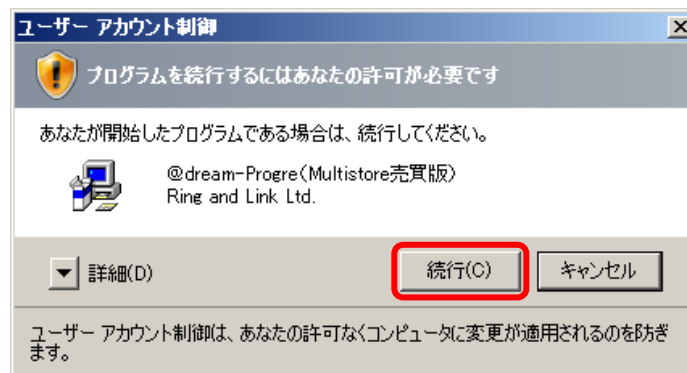 ユーザー アカウント制御
プログラムを続行するにはあなたの許可が必要です
あなたが開始したプログラムである場合は、続行してください。
@dream-Progre(Multistore売買版)
Ring and Link Ltd.
詳細(D)
続行(C)
キャンセル
ユーザー アカウント制御は、あなたの許可なくコンピュータに変更が適用されるのを防ぎ
ます。